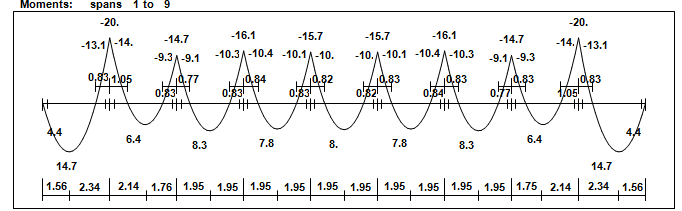 Moments: spans 1 to 9
-20. -20.
-14.7 -16.1 -15.7 -15.7 -16.1 -14.7
-13.1 -14. -9.3 -9.1 -10.3 -10.4 -10.1 -10. -10. -10.1 -10.4 -10.3 -9.1 -9.3 -14. -13.1
0.83 1.05 0.77 0.84 0.82 0.83 0.83 0.83 0.83
0.83 0.83 0.83 0.82 0.84 0.77 1.05
4.4 4.4
6.4 8.3 7.8 8. 7.8 8.3 6.4
14.7 14.7
1.56 2.34 2.14 1.76 1.95 1.95 1.95 1.95 1.95 1.95 1.95 1.95 1.95 1.95 1.75 2.14 2.34 1.56